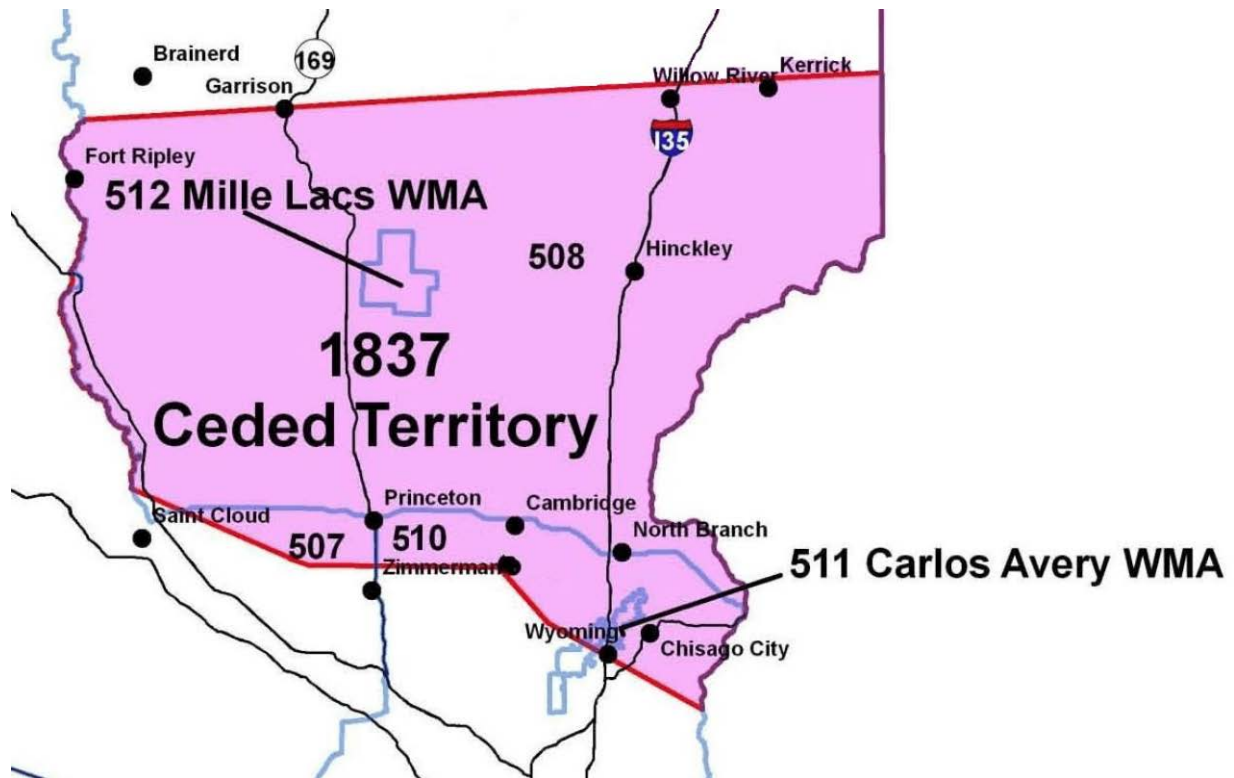 Brainerd
169
Garrison
Willow River
Kerrick
I35
Fort Ripley
512 Mille Lacs WMA
508
Hinckley
1837
Ceded Territory
Princeton
Cambridge
Saint Cloud
507
510
North Branch
Zimmerman
511 Carlos Avery WMA
Wyoming
Chisago City